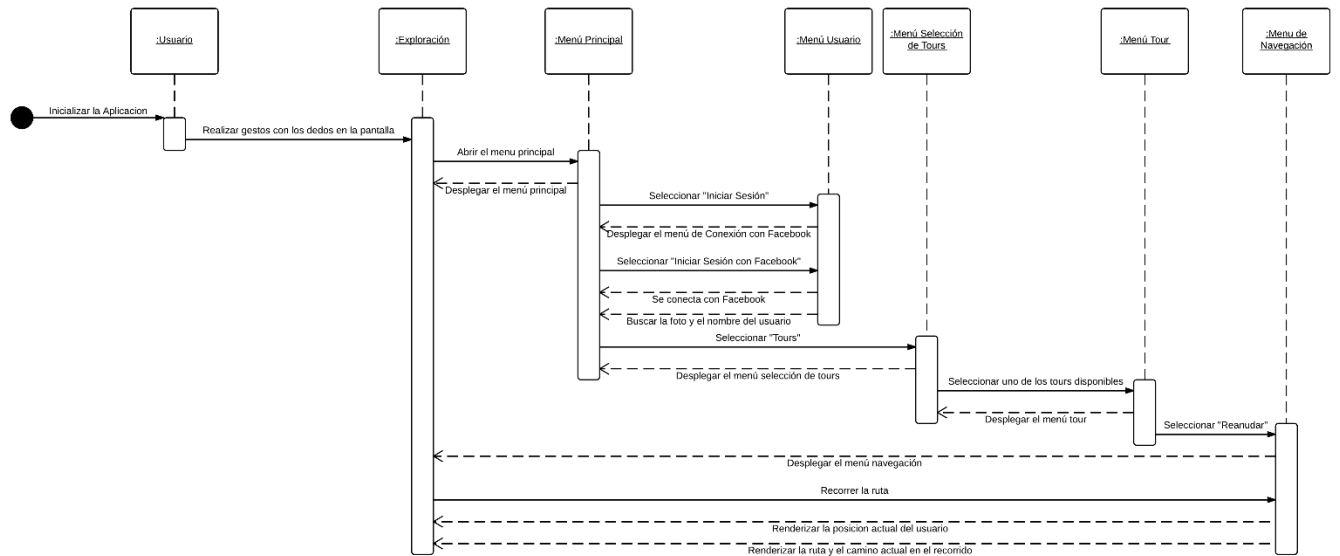 :Usuario
:Exploración
:Menú Principal
:Menú Usuario
:Menú Selección
de Tours
:Menú Tour
:Menu de
Navegación
Inicializar la Aplicacion
Realizar gestos con los dedos en la pantalla
Abrir el menu principal
Desplegar el menú principal
Seleccionar "Iniciar Sesión"
Desplegar el menú de Conexión con Facebook
Seleccionar "Iniciar Sesión con Facebook"
Se conecta con Facebook
Buscar la foto y el nombre del usuario
Seleccionar "Tours"
Desplegar el menú selección de tours
Seleccionar uno de los tours disponibles
Desplegar el menú tour
Seleccionar "Reanudar"
Desplegar el menú navegación
Recorrer la ruta
Renderizar la posicion actual del usuario
Renderizar la ruta y el camino actual en el recorrido